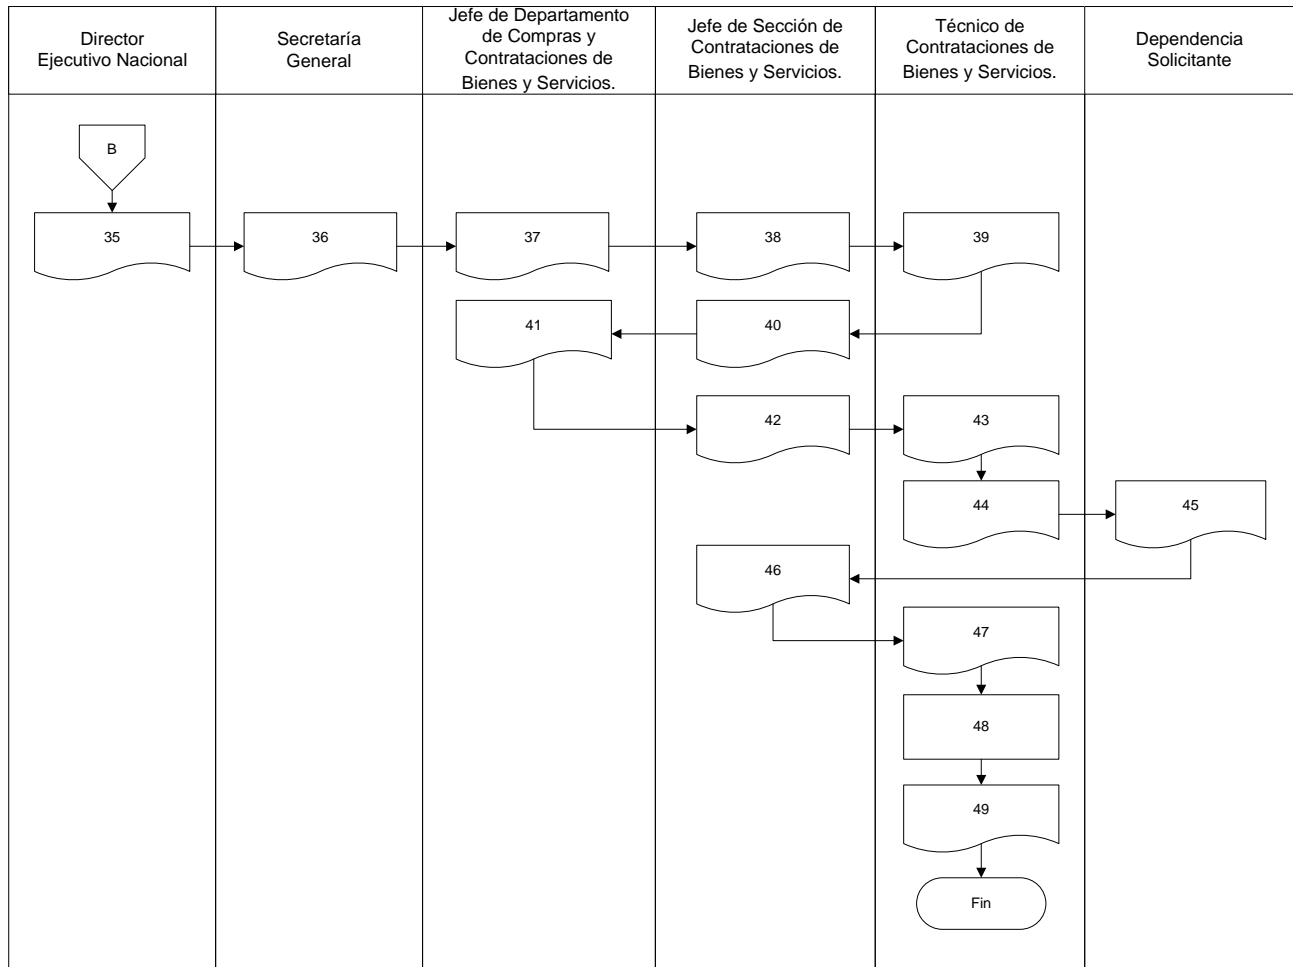 Director
Ejecutivo Nacional
Secretaría
General
Jefe de Departamento
de Compras y
Contrataciones de
Bienes y Servicios.
Jefe de Sección de
Contrataciones de
Bienes y Servicios.
Técnico de
Contrataciones de
Bienes y Servicios.
Dependencia
Solicitante
B
35
36
37
38
39
41
40
42
43
44
45
46
47
48
49
Fin